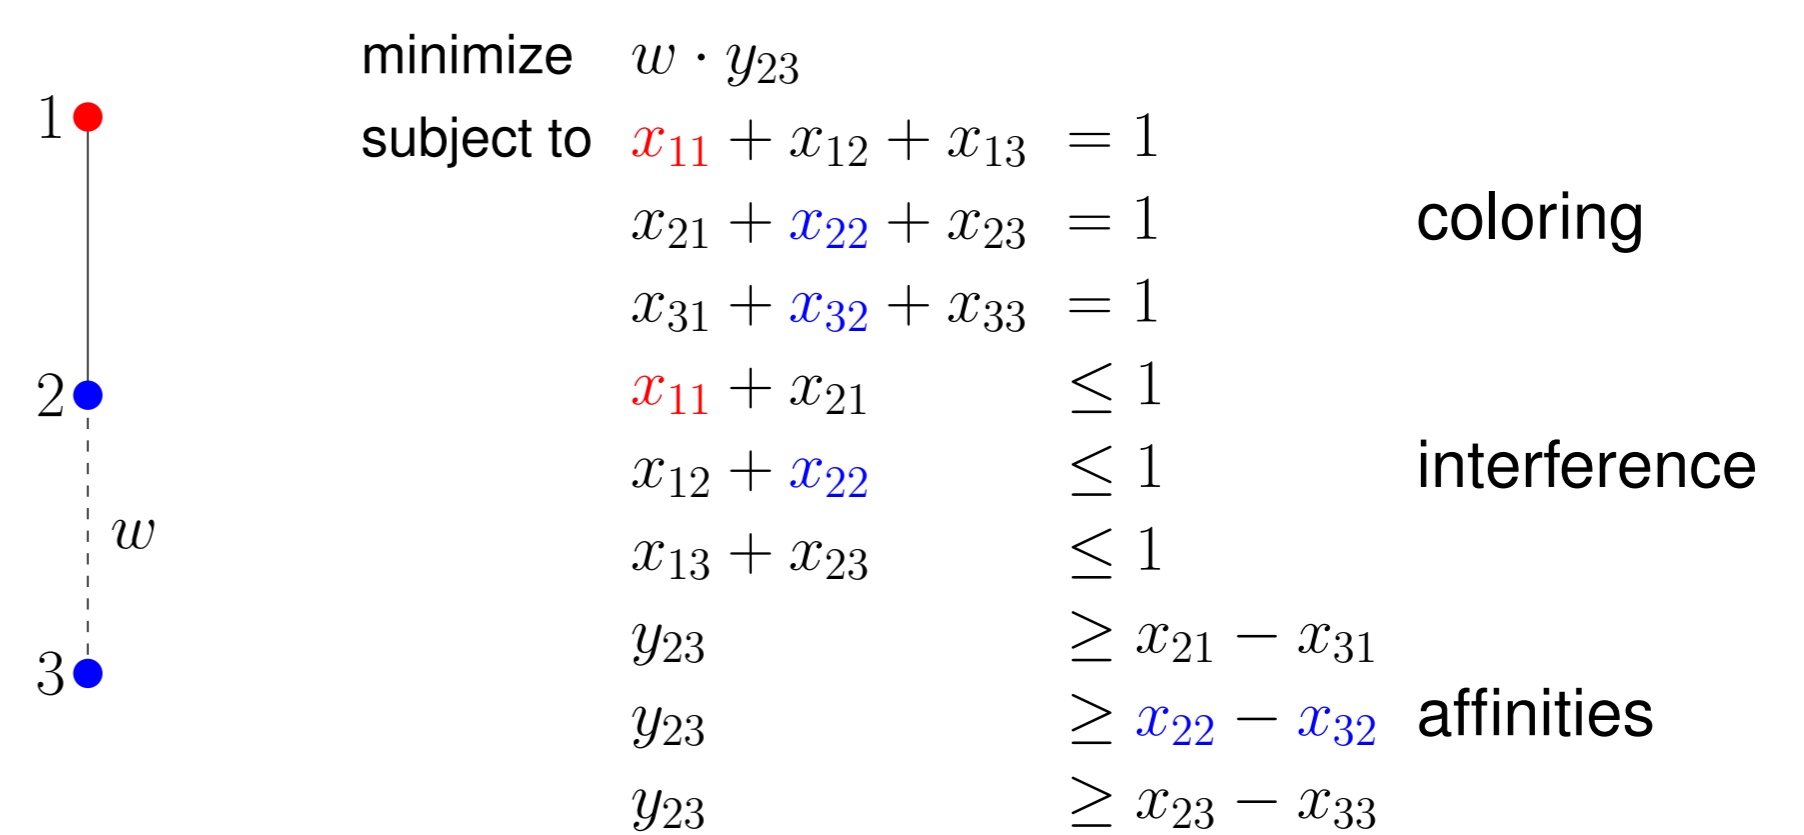 minimize w · y₂₃
1
subject to x₁₁ + x₁₂ + x₁₃ = 1
x₂₁ + x₂₂ + x₂₃ = 1 coloring
x₃₁ + x₃₂ + x₃₃ = 1
2
x₁₁ + x₂₁ ≤ 1
x₁₂ + x₂₂ ≤ 1 interference
w
x₁₃ + x₂₃ ≤ 1
y₂₃ ≥ x₂₁ − x₃₁
3
y₂₃ ≥ x₂₂ − x₃₂ affinities
y₂₃ ≥ x₂₃ − x₃₃